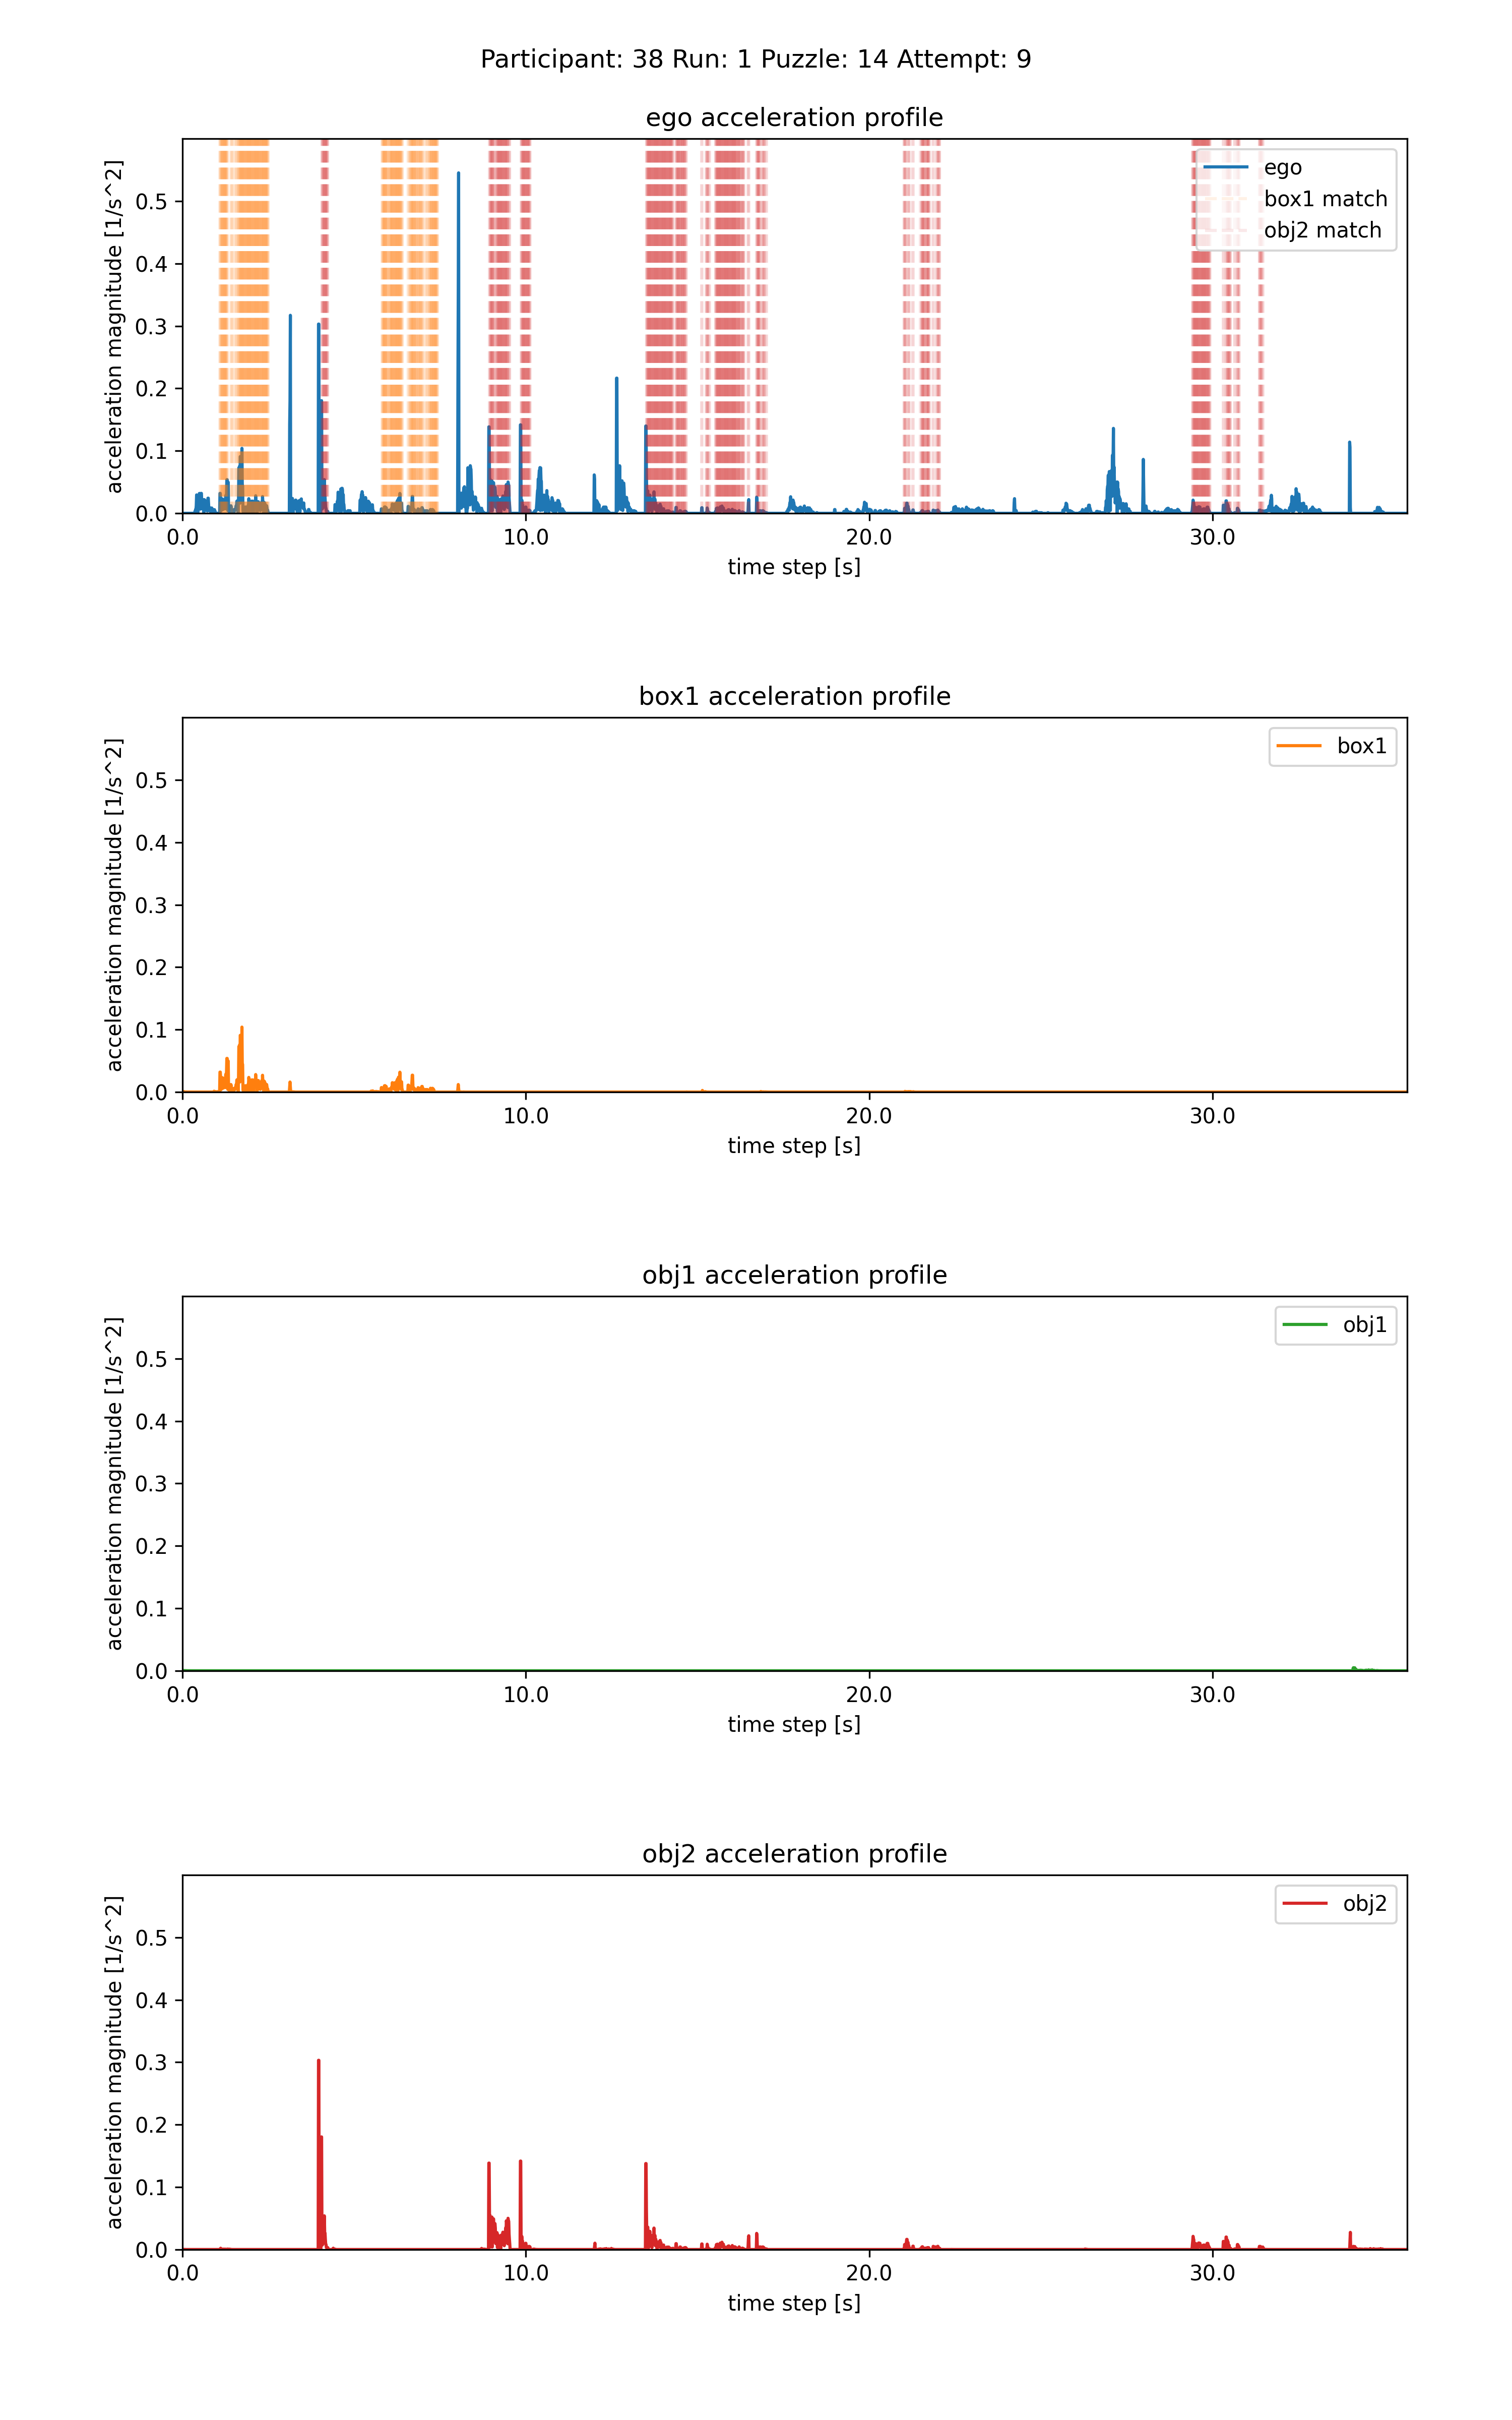 Participant: 38 Run: 1 Puzzle: 14 Attempt: 9
ego acceleration profile
acceleration magnitude [1/s^2]
0.5
0.4
0.3
0.2
0.1
0.0
ego
box1 match
obj2 match
0.0 10.0 20.0 30.0
time step [s]
box1 acceleration profile
acceleration magnitude [1/s^2]
0.5
0.4
0.3
0.2
0.1
0.0
box1
0.0 10.0 20.0 30.0
time step [s]
obj1 acceleration profile
acceleration magnitude [1/s^2]
0.5
0.4
0.3
0.2
0.1
0.0
obj1
0.0 10.0 20.0 30.0
time step [s]
obj2 acceleration profile
acceleration magnitude [1/s^2]
0.5
0.4
0.3
0.2
0.1
0.0
obj2
0.0 10.0 20.0 30.0
time step [s]